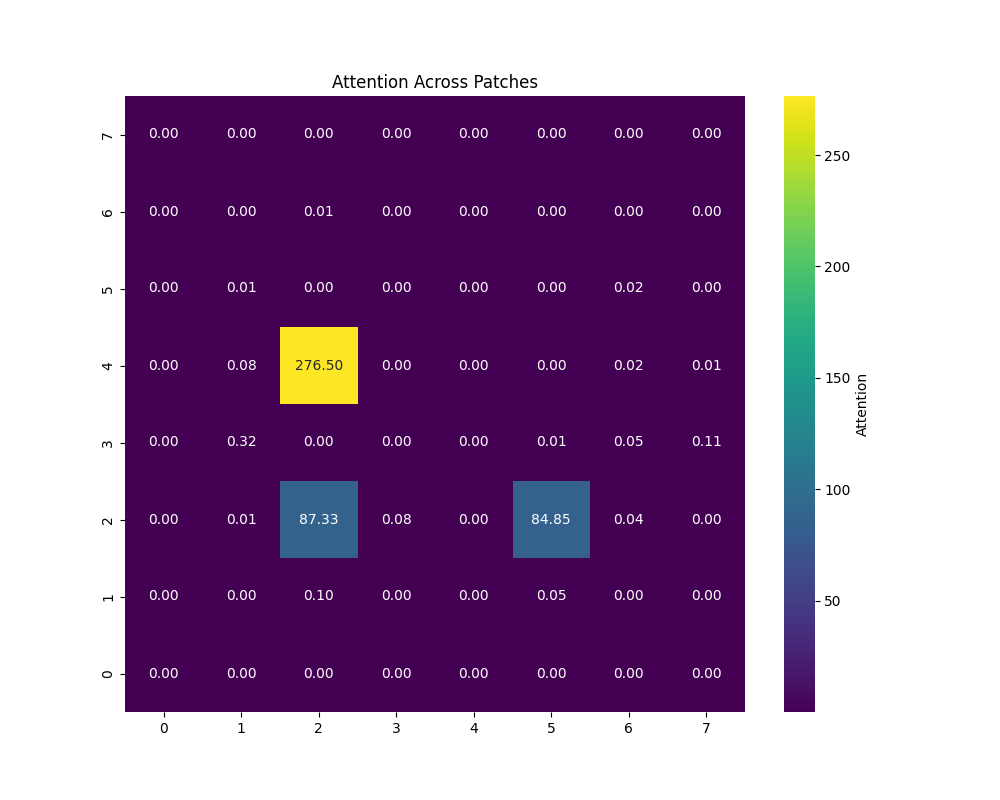 Attention Across Patches
7 0.00 0.00 0.00 0.00 0.00 0.00 0.00 0.00
6 0.00 0.00 0.01 0.00 0.00 0.00 0.00 0.00
5 0.00 0.01 0.00 0.00 0.00 0.00 0.02 0.00
4 0.00 0.08 276.50 0.00 0.00 0.00 0.02 0.01
3 0.00 0.32 0.00 0.00 0.00 0.01 0.05 0.11
2 0.00 0.01 87.33 0.08 0.00 84.85 0.04 0.00
1 0.00 0.00 0.10 0.00 0.00 0.05 0.00 0.00
0 0.00 0.00 0.00 0.00 0.00 0.00 0.00 0.00
0 1 2 3 4 5 6 7
250
200
150
100
50
Attention